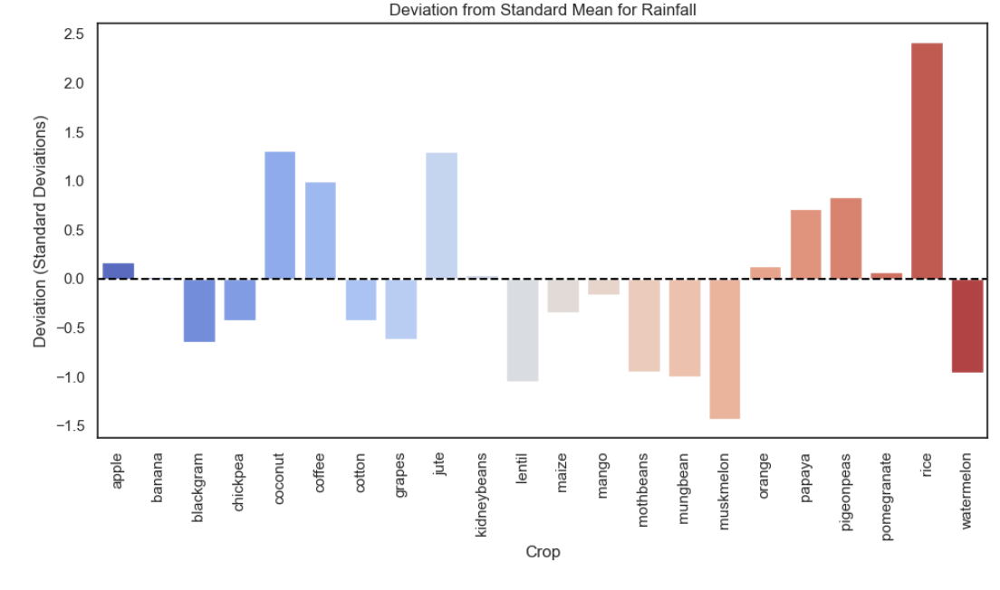 Deviation from Standard Mean for Rainfall
Deviation (Standard Deviations)
2.5
2.0
1.5
1.0
0.5
0.0
−0.5
−1.0
−1.5
apple
banana
blackgram
chickpea
coconut
coffee
cotton
grapes
jute
kidneybeans
lentil
maize
mango
mothbeans
mungbean
muskmelon
orange
papaya
pigeonpeas
pomegranate
rice
watermelon
Crop